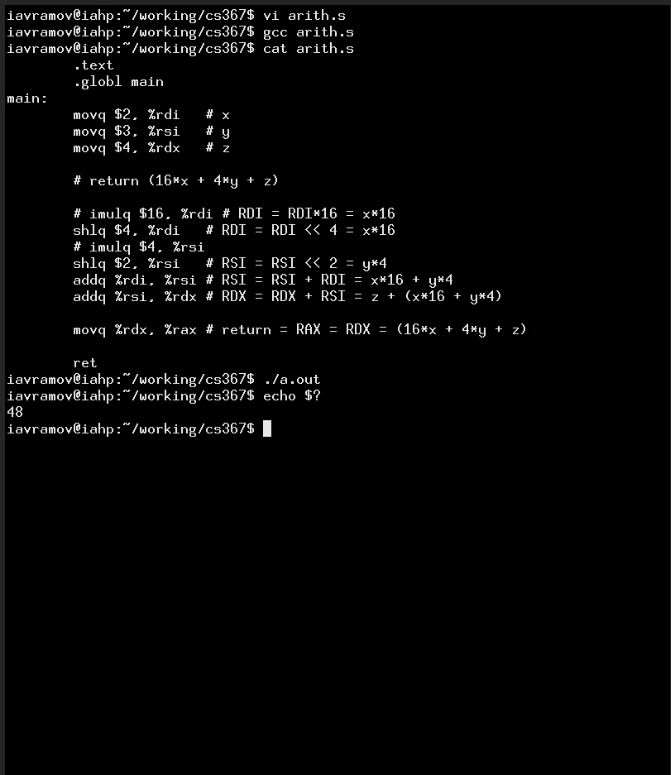 iavramov@iahp:~/working/cs367$ vi arith.s
iavramov@iahp:~/working/cs367$ gcc arith.s
iavramov@iahp:~/working/cs367$ cat arith.s
        .text
        .globl main
main:
        movq $2, %rdi   # x
        movq $3, %rsi   # y
        movq $4, %rdx   # z
        # return (16*x + 4*y + z)
        # imulq $16, %rdi # RDI = RDI*16 = x*16
        shlq $4, %rdi   # RDI = RDI << 4 = x*16
        # imulq $4, %rsi
        shlq $2, %rsi   # RSI = RSI << 2 = y*4
        addq %rdi, %rsi # RSI = RSI + RDI = x*16 + y*4
        addq %rsi, %rdx # RDX = RDX + RSI = z + (x*16 + y*4)
        movq %rdx, %rax # return = RAX = RDX = (16*x + 4*y + z)
        ret
iavramov@iahp:~/working/cs367$ ./a.out
iavramov@iahp:~/working/cs367$ echo $?
48
iavramov@iahp:~/working/cs367$